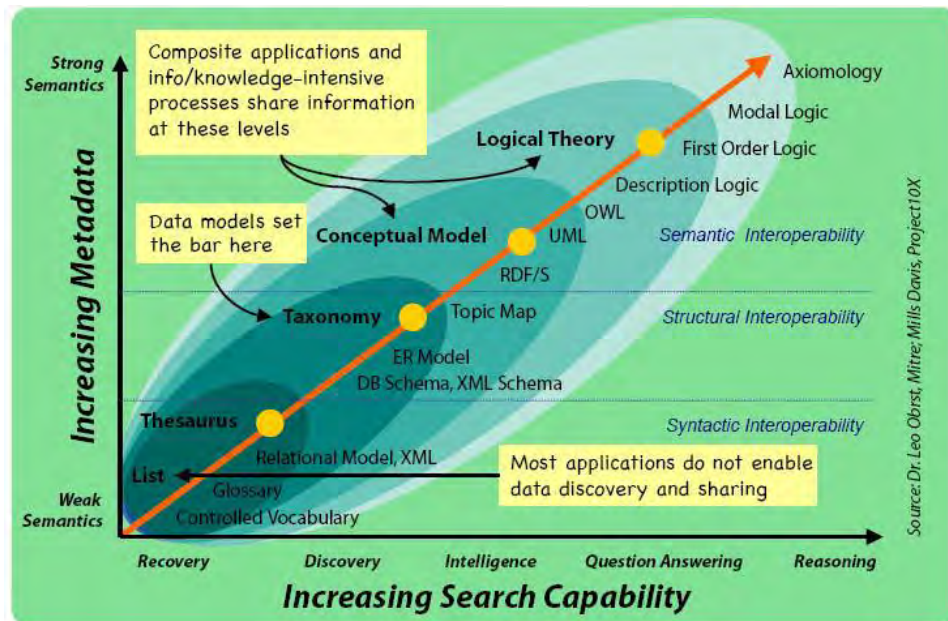 Composite applications and
info/knowledge-intensive
processes share information
at these levels
Strong
Semantics
Axiomology
Modal Logic
Logical Theory
First Order Logic
Description Logic
OWL
Data models set
the bar here
Conceptual Model
UML
Semantic Interoperability
RDF/S
Taxonomy
Topic Map
Structural Interoperability
ER Model
DB Schema, XML Schema
Thesaurus
Syntactic Interoperability
Relational Model, XML
List
Most applications do not enable
data discovery and sharing
Glossary
Weak
Semantics
Controlled Vocabulary
Increasing Metadata
Recovery
Discovery
Intelligence
Question Answering
Reasoning
Increasing Search Capability
Source: Dr. Leo Obrst, Mitre; Mills Davis, Project10X